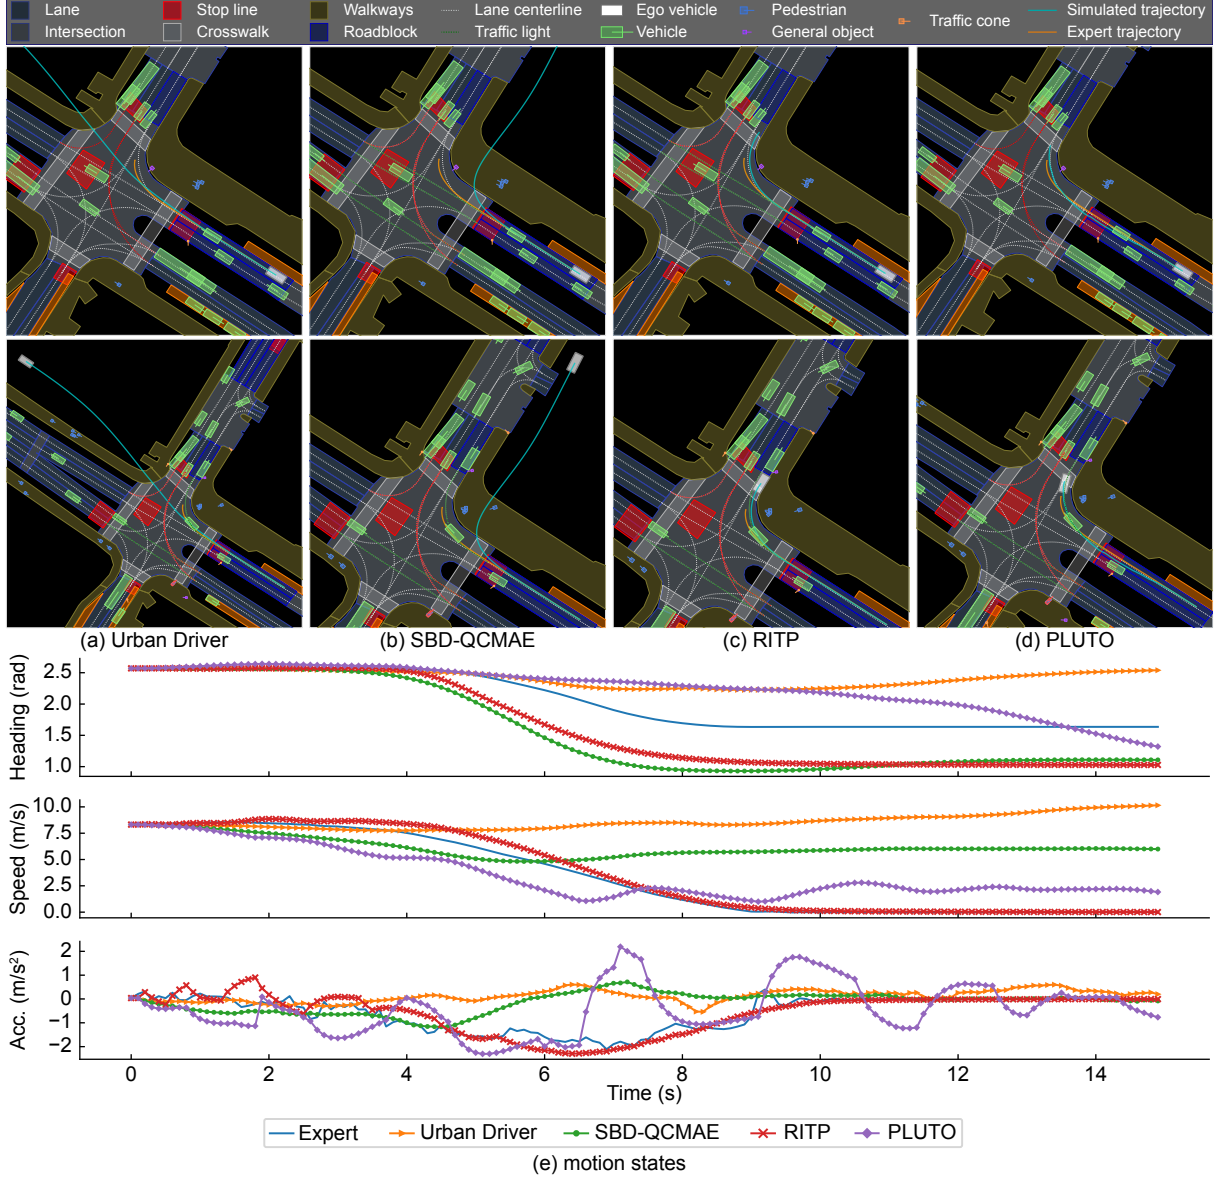 Lane Stop line Walkways Lane centerline Ego vehicle Pedestrian Traffic cone Simulated trajectory
Intersection Crosswalk Roadblock Traffic light Vehicle General object Expert trajectory
(a) Urban Driver (b) SBD-QCMAE (c) RITP (d) PLUTO
Heading (rad)
2.5
2.0
1.5
1.0
Speed (m/s)
10.0
7.5
5.0
2.5
0.0
Acc. (m/s²)
2
1
0
−1
−2
0 2 4 6 8 10 12 14
Time (s)
Expert Urban Driver SBD-QCMAE RITP PLUTO
(e) motion states